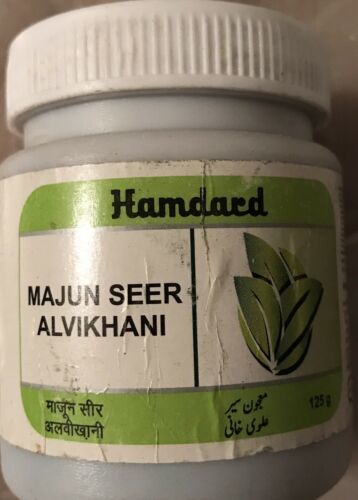 Hamdard
MAJUN SEER
ALVIKHANI
माजून सीर
अलवीख़ानी
معجون سیر
علوی خانی
125 g